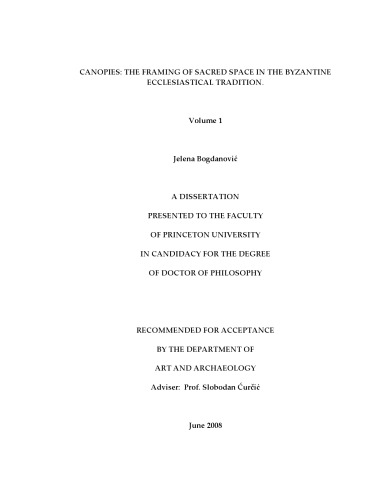 CANOPIES: THE FRAMING OF SACRED SPACE IN THE BYZANTINE
ECCLESIASTICAL TRADITION.
Volume 1
Jelena Bogdanović
A DISSERTATION
PRESENTED TO THE FACULTY
OF PRINCETON UNIVERSITY
IN CANDIDACY FOR THE DEGREE
OF DOCTOR OF PHILOSOPHY
RECOMMENDED FOR ACCEPTANCE
BY THE DEPARTMENT OF
ART AND ARCHAEOLOGY
Adviser: Prof. Slobodan Ćurčić
June 2008